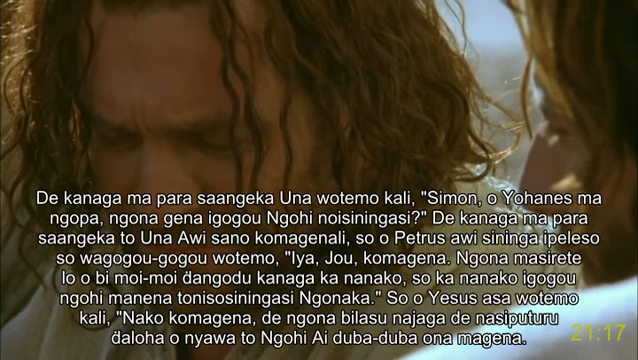 De kanaga ma para saangeka Una wotemo kali, "Simon, o Yohanes ma
ngopa, ngona gena igogou Ngohi noisiningasi?" De kanaga ma para
saangeka to Una Awi sano komagenali, so o Petrus awi sininga ipeleso
so wagogou-gogou wotemo, "Iya, Jou, komagena. Ngona masirete
lo o bi moi-moi d̄angodu kanaga ka nanako, so ka nanako igogou
ngohi manena tonisosiningasi Ngonaka." So o Yesus asa wotemo
kali, "Nako komagena, de ngona bilasu najaga de nasiputuru
d̄aloha o nyawa to Ngohi Ai duba-duba ona magena.
21:17